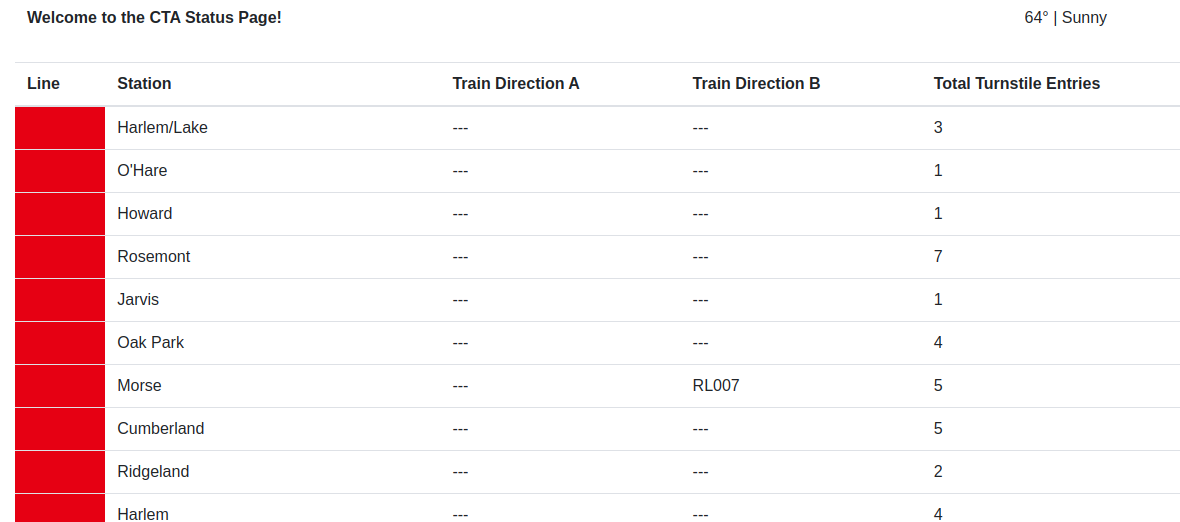 Welcome to the CTA Status Page! 64° | Sunny
Line Station Train Direction A Train Direction B Total Turnstile Entries
Harlem/Lake --- --- 3
O'Hare --- --- 1
Howard --- --- 1
Rosemont --- --- 7
Jarvis --- --- 1
Oak Park --- --- 4
Morse --- RL007 5
Cumberland --- --- 5
Ridgeland --- --- 2
Harlem --- --- 4